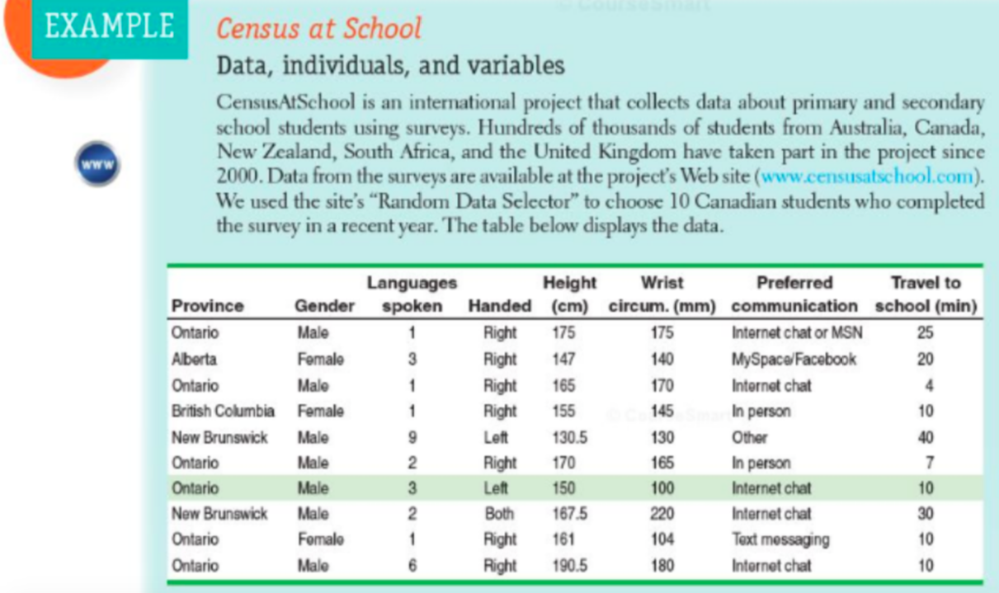 © CourseSmart
EXAMPLE
Census at School
Data, individuals, and variables
CensusAtSchool is an international project that collects data about primary and secondary
school students using surveys. Hundreds of thousands of students from Australia, Canada,
New Zealand, South Africa, and the United Kingdom have taken part in the project since
2000. Data from the surveys are available at the project's Web site (www.censusatschool.com).
We used the site's “Random Data Selector” to choose 10 Canadian students who completed
the survey in a recent year. The table below displays the data.
www
Languages Height Wrist Preferred Travel to
Province Gender spoken Handed (cm) circum. (mm) communication school (min)
Ontario Male 1 Right 175 175 Internet chat or MSN 25
Alberta Female 3 Right 147 140 MySpace/Facebook 20
Ontario Male 1 Right 165 170 Internet chat 4
British Columbia Female 1 Right 155 145 In person 10
© CourseSmart
New Brunswick Male 9 Left 130.5 130 Other 40
Ontario Male 2 Right 170 165 In person 7
Ontario Male 3 Left 150 100 Internet chat 10
New Brunswick Male 2 Both 167.5 220 Internet chat 30
Ontario Female 1 Right 161 104 Text messaging 10
Ontario Male 6 Right 190.5 180 Internet chat 10